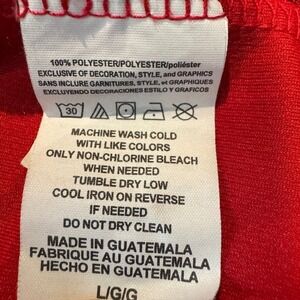 100% POLYESTER/POLYESTER/poliéster
EXCLUSIVE OF DECORATION, STYLE, and GRAPHICS
SANS INCLURE GARNITURES, STYLE, et GRAPHIQUES
EXCLUYENDO DECORACIONES ESTILO Y GRAFICOS
30
MACHINE WASH COLD
WITH LIKE COLORS
ONLY NON-CHLORINE BLEACH
WHEN NEEDED
TUMBLE DRY LOW
COOL IRON ON REVERSE
IF NEEDED
DO NOT DRY CLEAN
MADE IN GUATEMALA
FABRIQUE AU GUATEMALA
HECHO EN GUATEMALA
L/G/G